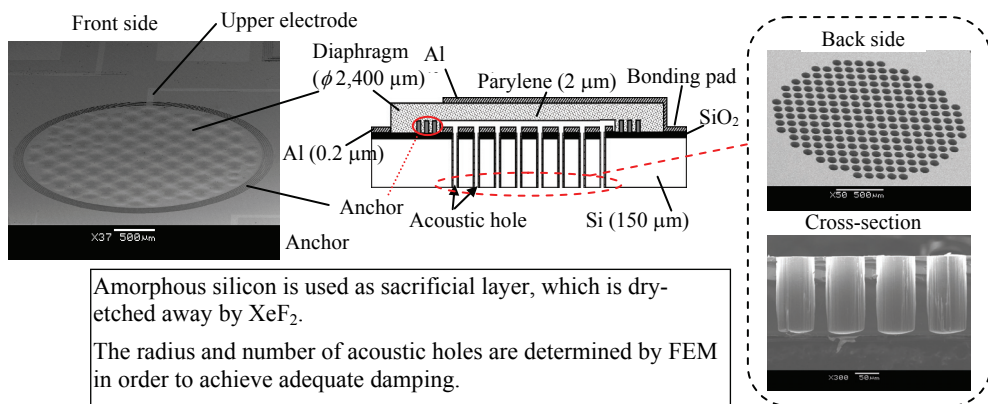 Front side
Upper electrode
Diaphragm
(ϕ2,400 μm)
Al
Parylene (2 μm)
Bonding pad
SiO₂
Al (0.2 μm)
Anchor
Acoustic hole
Si (150 μm)
Anchor
X37 500μm
Back side
X50 500μm
Cross-section
X300 50μm
Amorphous silicon is used as sacrificial layer, which is dry-
etched away by XeF₂.
The radius and number of acoustic holes are determined by FEM
in order to achieve adequate damping.